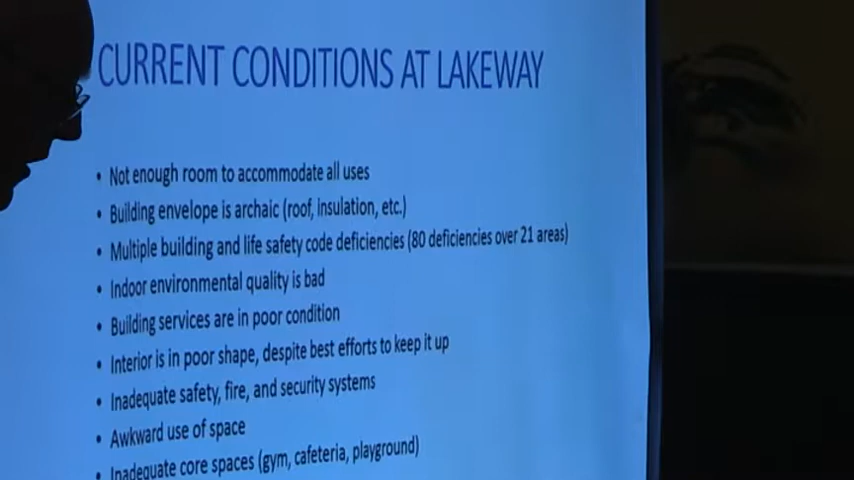 CURRENT CONDITIONS AT LAKEWAY
• Not enough room to accommodate all uses
• Building envelope is archaic (roof, insulation, etc.)
• Multiple building and life safety code deficiencies (80 deficiencies over 21 areas)
• Indoor environmental quality is bad
• Building services are in poor condition
• Interior is in poor shape, despite best efforts to keep it up
• Inadequate safety, fire, and security systems
• Awkward use of space
• Inadequate core spaces (gym, cafeteria, playground)